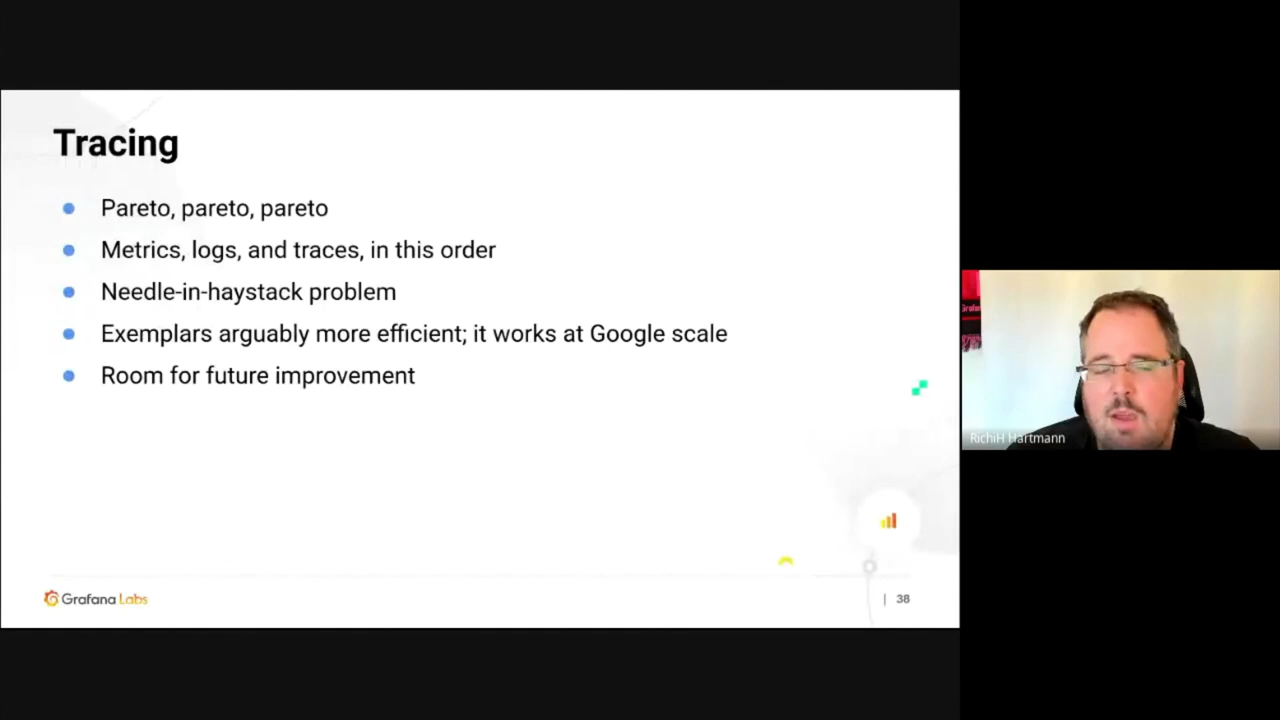 Tracing
Pareto, pareto, pareto
Metrics, logs, and traces, in this order
Needle-in-haystack problem
Exemplars arguably more efficient; it works at Google scale
Room for future improvement
Grafana Labs
| 38
RichiH Hartmann